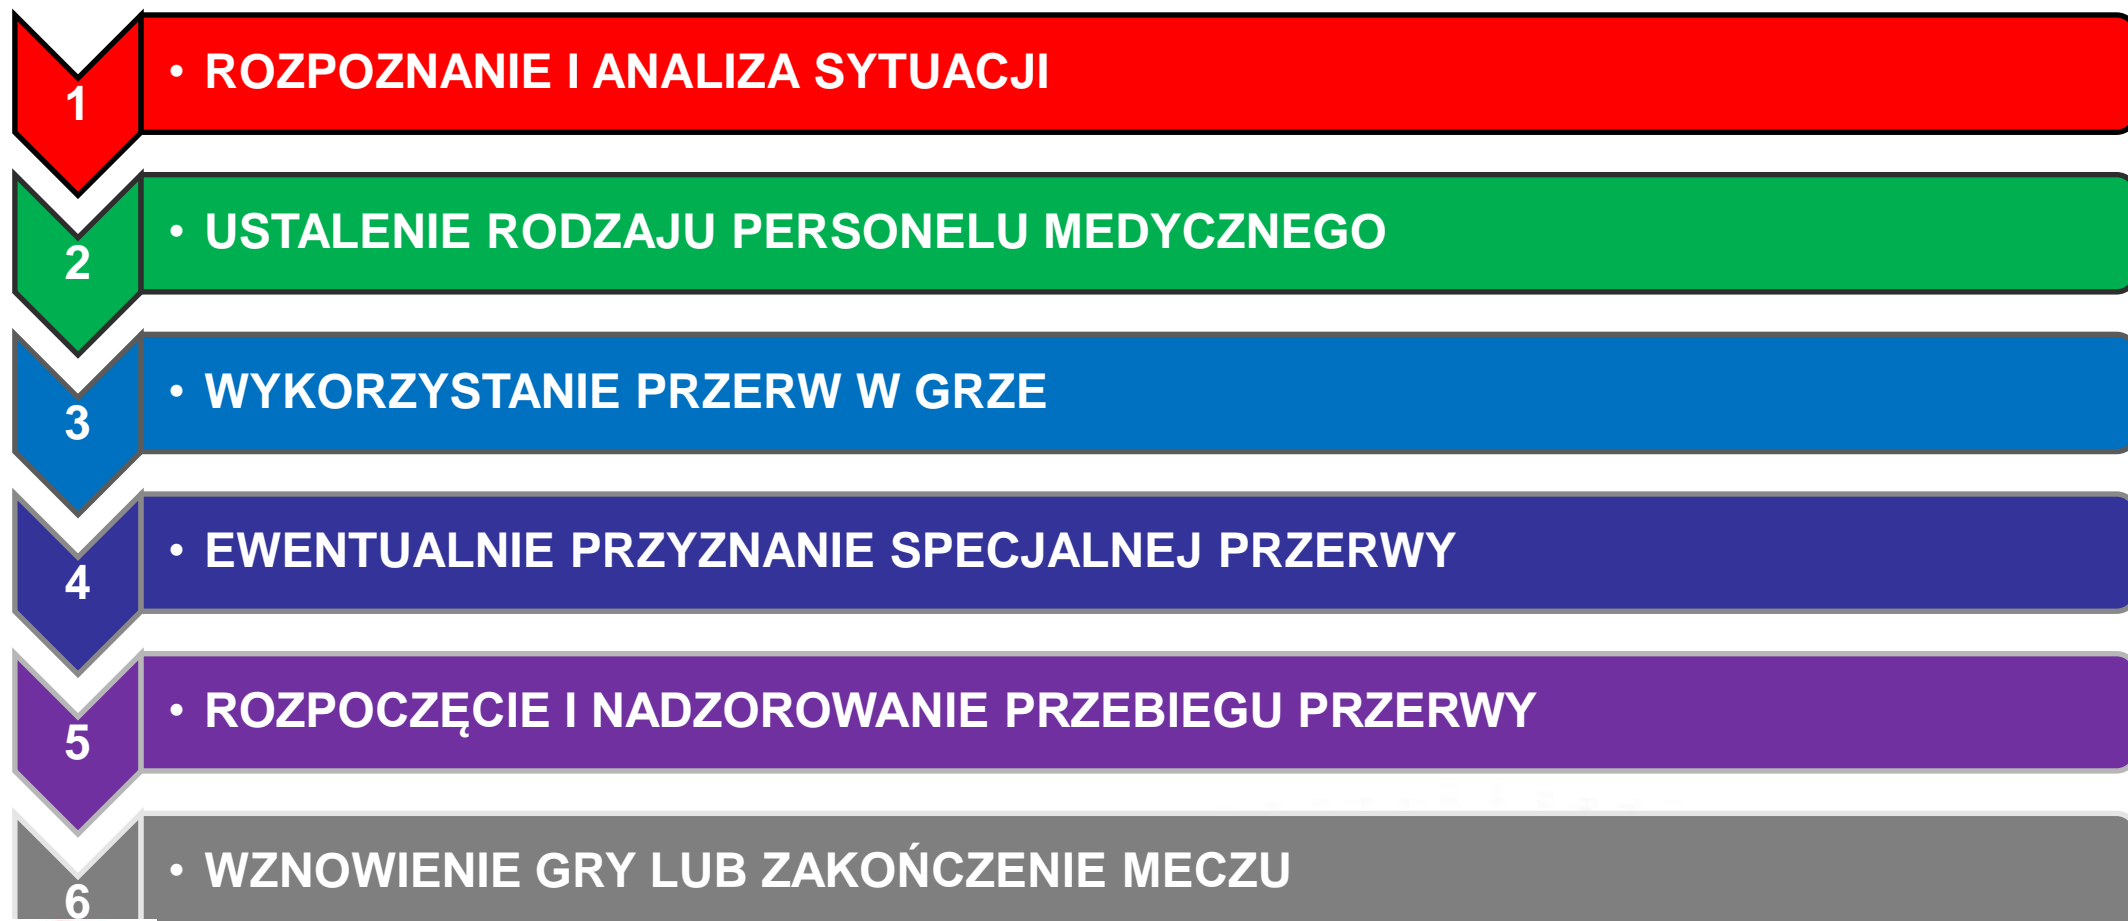 1
• ROZPOZNANIE I ANALIZA SYTUACJI
2
• USTALENIE RODZAJU PERSONELU MEDYCZNEGO
3
• WYKORZYSTANIE PRZERW W GRZE
4
• EWENTUALNIE PRZYZNANIE SPECJALNEJ PRZERWY
5
• ROZPOCZĘCIE I NADZOROWANIE PRZEBIEGU PRZERWY
6
• WZNOWIENIE GRY LUB ZAKOŃCZENIE MECZU